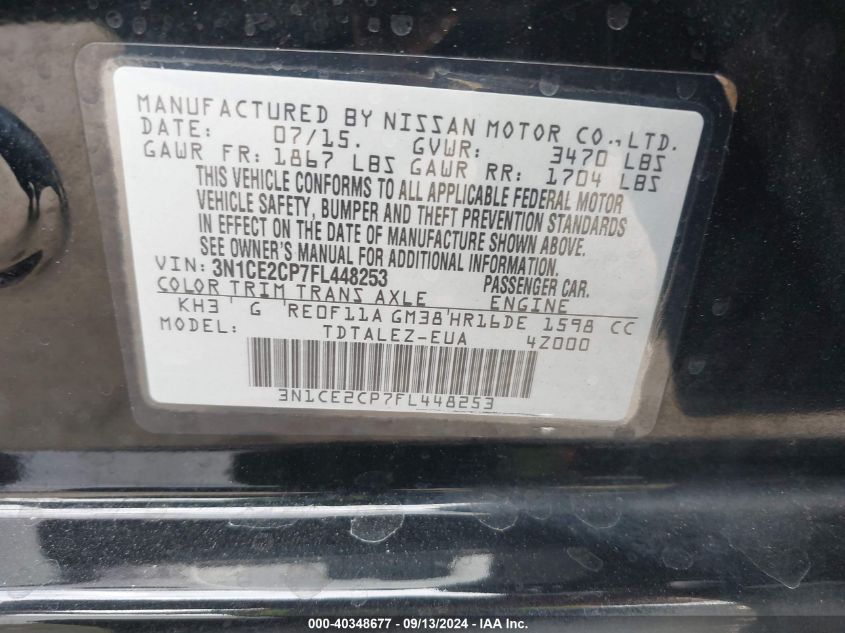 MANUFACTURED BY NISSAN MOTOR CO., LTD.
DATE: 07/15. GVWR: 3470 LBS
GAWR FR: 1867 LBS GAWR RR: 1704 LBS
THIS VEHICLE CONFORMS TO ALL APPLICABLE FEDERAL MOTOR
VEHICLE SAFETY, BUMPER AND THEFT PREVENTION STANDARDS
IN EFFECT ON THE DATE OF MANUFACTURE SHOWN ABOVE.
SEE OWNER'S MANUAL FOR ADDITIONAL INFORMATION.
VIN: 3N1CE2CP7FL448253 PASSENGER CAR.
COLOR TRIM TRANS AXLE ENGINE
KH3 ' G 'RE0F11A GM38'HR16DE 1598 CC
MODEL: TDTALEZ-EUA 4Z000
3N1CE2CP7FL448253
000-40348677 - 09/13/2024 - IAAI, Inc.